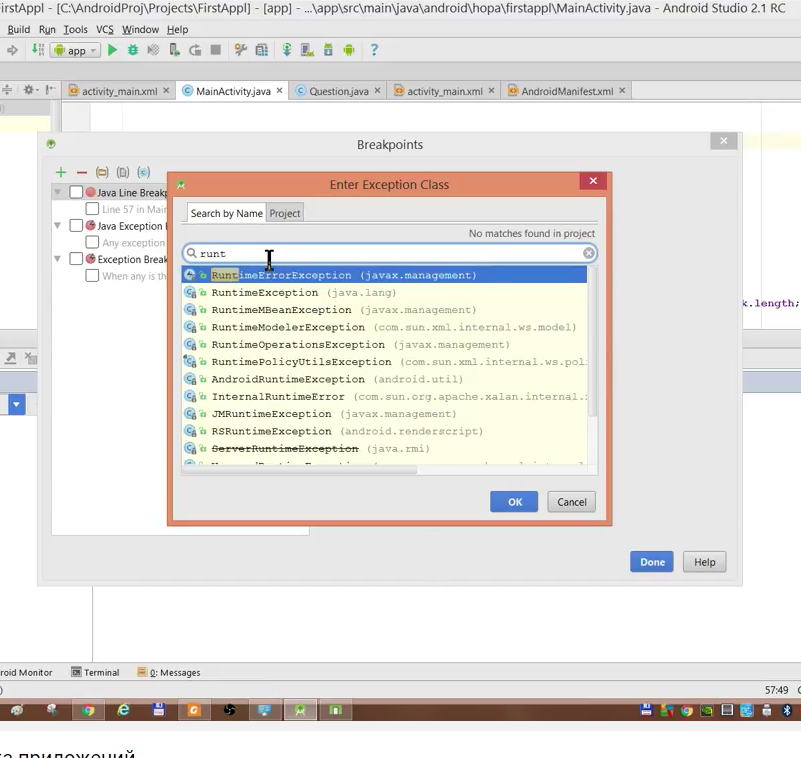 FirstAppl - [C:\AndroidProj\Projects\FirstAppl] - [app] - ...\app\src\main\java\android\hopa\firstappl\MainActivity.java - Android Studio 2.1 RC
Build Run Tools VCS Window Help
app
activity_main.xml MainActivity.java Question.java activity_main.xml AndroidManifest.xml
Breakpoints
Enter Exception Class
Java Line Breakp
Line 57 in Main
Java Exception B
Any exception
Exception Break
When any is th
Search by Name Project
No matches found in project
runt
RuntimeErrorException (javax.management)
RuntimeException (java.lang)
RuntimeMBeanException (javax.management)
RuntimeModelerException (com.sun.xml.internal.ws.model)
RuntimeOperationsException (javax.management)
RuntimePolicyUtilsException (com.sun.xml.internal.ws.pol
AndroidRuntimeException (android.util)
InternalRuntimeError (com.sun.org.apache.xalan.internal.x
JMRuntimeException (javax.management)
RSRuntimeException (android.renderscript)
ServerRuntimeException (java.rmi)
k.length;
OK Cancel
Done Help
roid Monitor Terminal 0: Messages
57:49
ка приложений